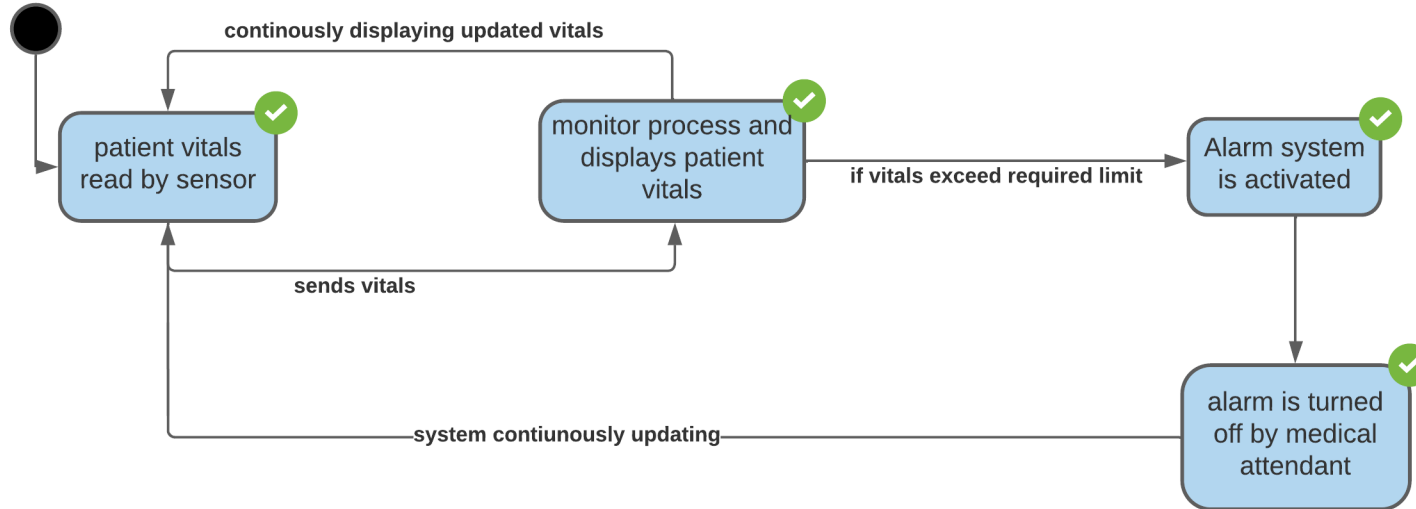 continously displaying updated vitals
patient vitals
read by sensor
monitor process and
displays patient
vitals
if vitals exceed required limit
Alarm system
is activated
sends vitals
system contiunously updating
alarm is turned
off by medical
attendant